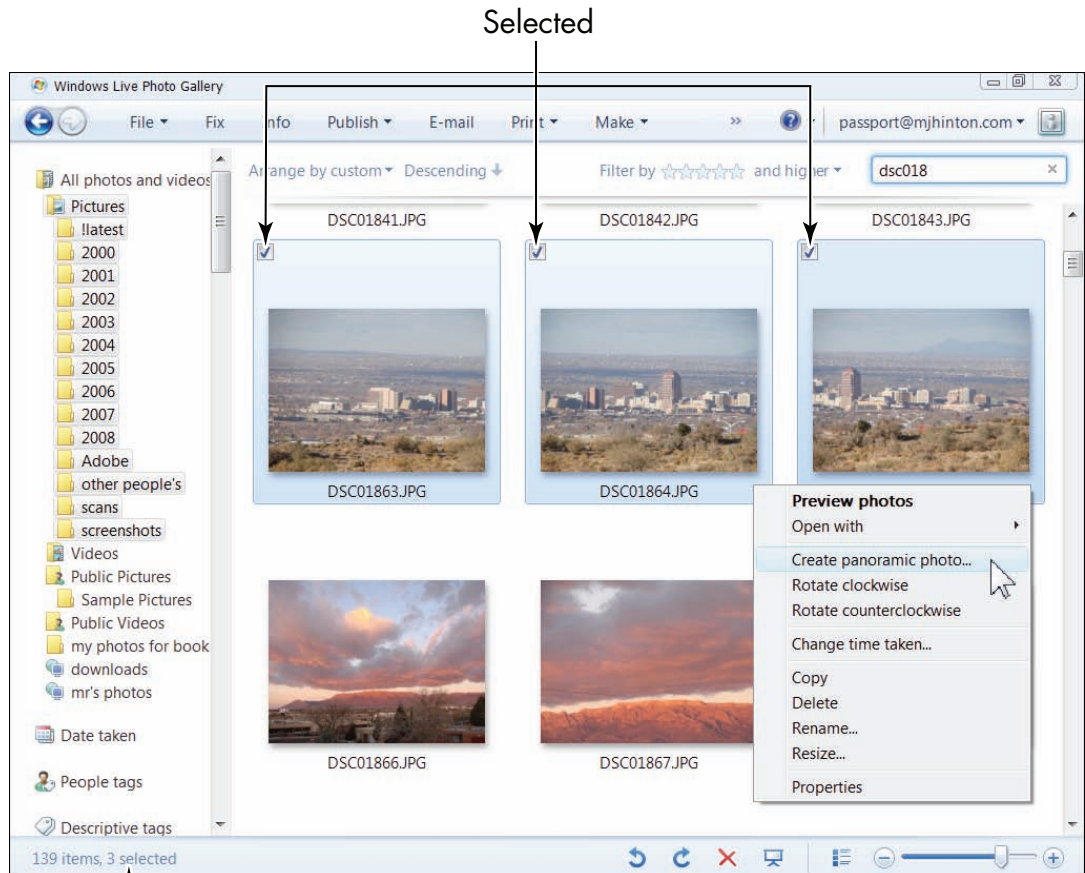 Selected
Windows Live Photo Gallery
File Fix Info Publish E-mail Print Make » ? passport@mjhinton.com
Arrange by custom Descending Filter by and higher dsc018
All photos and videos
Pictures
!latest
2000
2001
2002
2003
2004
2005
2006
2007
2008
Adobe
other people's
scans
screenshots
Videos
Public Pictures
Sample Pictures
Public Videos
my photos for book
downloads
mr's photos
Date taken
People tags
Descriptive tags
DSC01841.JPG DSC01842.JPG DSC01843.JPG
DSC01863.JPG DSC01864.JPG
DSC01866.JPG DSC01867.JPG
Preview photos
Open with
Create panoramic photo...
Rotate clockwise
Rotate counterclockwise
Change time taken...
Copy
Delete
Rename...
Resize...
Properties
139 items, 3 selected